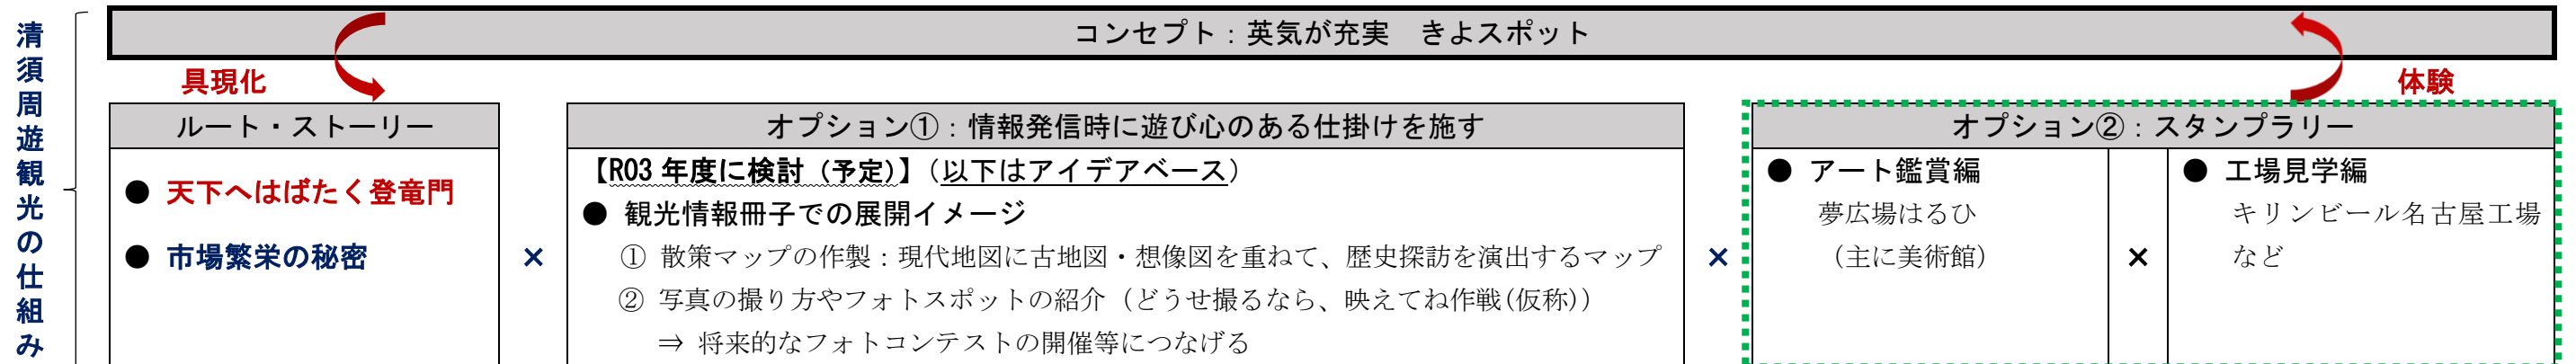 清須周遊観光の仕組み
コンセプト：英気が充実　きよスポット
具現化
体験
ルート・ストーリー
● 天下へはばたく登竜門
● 市場繁栄の秘密
×
オプション①：情報発信時に遊び心のある仕掛けを施す
【R03 年度に検討（予定）】（以下はアイデアベース）
● 観光情報冊子での展開イメージ
① 散策マップの作製：現代地図に古地図・想像図を重ねて、歴史探訪を演出するマップ
② 写真の撮り方やフォトスポットの紹介（どうせ撮るなら、映えてね作戦(仮称)）
⇒ 将来的なフォトコンテストの開催等につなげる
×
オプション②：スタンプラリー
● アート鑑賞編
夢広場はるひ
（主に美術館）
×
● 工場見学編
キリンビール名古屋工場
など